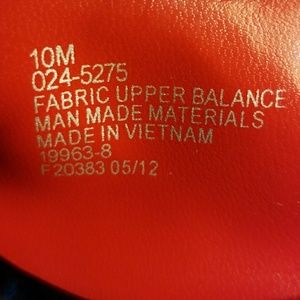 10M
024-5275
FABRIC UPPER BALANCE
MAN MADE MATERIALS
MADE IN VIETNAM
19963-8
F20383 05/12